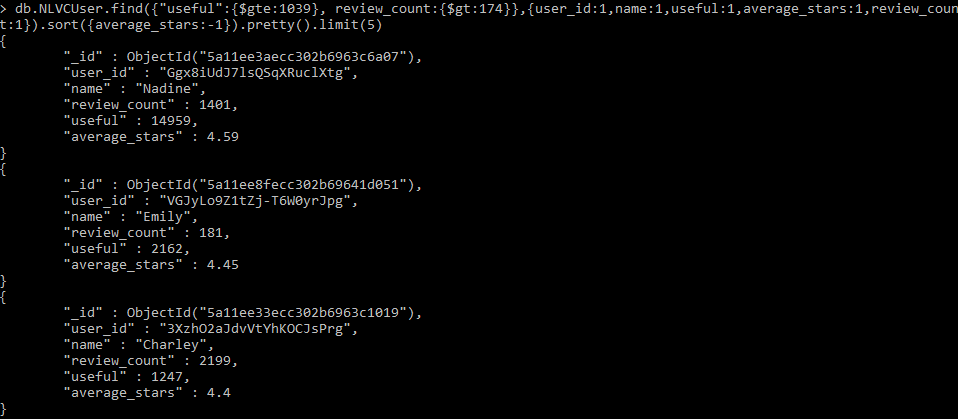 > db.NLVCUser.find({"useful":{$gte:1039}, review_count:{$gt:174}},{user_id:1,name:1,useful:1,average_stars:1,review_coun
t:1}).sort({average_stars:-1}).pretty().limit(5)
{
"_id" : ObjectId("5a11ee3aecc302b6963c6a07"),
"user_id" : "Ggx8iUdJ7lsQSqXRuclXtg",
"name" : "Nadine",
"review_count" : 1401,
"useful" : 14959,
"average_stars" : 4.59
}
{
"_id" : ObjectId("5a11ee8fecc302b69641d051"),
"user_id" : "VGJyLo9Z1tZj-T6W0yrJpg",
"name" : "Emily",
"review_count" : 181,
"useful" : 2162,
"average_stars" : 4.45
}
{
"_id" : ObjectId("5a11ee33ecc302b6963c1019"),
"user_id" : "3XzhO2aJdvVtYhKOCJsPrg",
"name" : "Charley",
"review_count" : 2199,
"useful" : 1247,
"average_stars" : 4.4
}